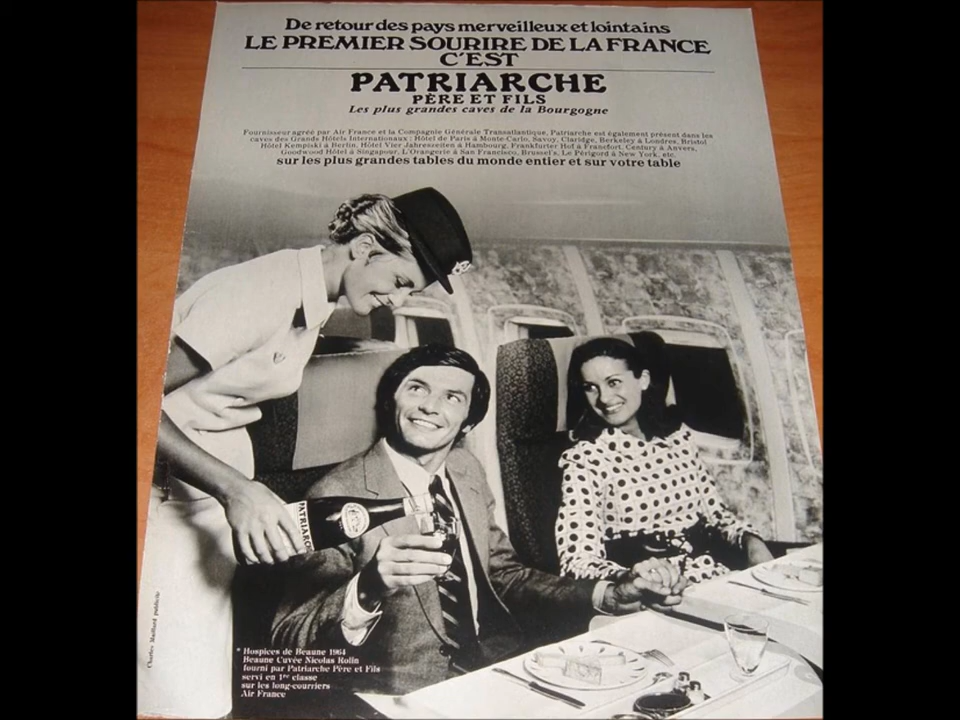 De retour des pays merveilleux et lointains
LE PREMIER SOURIRE DE LA FRANCE
C'EST
PATRIARCHE
PÈRE ET FILS
Les plus grandes caves de la Bourgogne
Fournisseur agréé par Air France et la Compagnie Générale Transatlantique, Patriarche est également présent dans les
caves des Grands Hôtels Internationaux : Hôtel de Paris à Monte-Carlo, Savoy, Claridge, Berkeley à Londres, Bristol
Hôtel Kempiski à Berlin, Hôtel Vier Jahreszeiten à Hambourg, Frankfurter Hof à Francfort, Century à Anvers,
Goodwood Hôtel à Singapour, L'Orangerie à San Francisco, Brussel's, Le Périgord à New York, etc.
sur les plus grandes tables du monde entier et sur votre table
PATRIARCHE
* Hospices de Beaune 1964
Beaune Cuvée Nicolas Rolin
fourni par Patriarche Père et Fils
servi en 1re classe
sur les long-courriers
Air France
Charles Maillard publicité